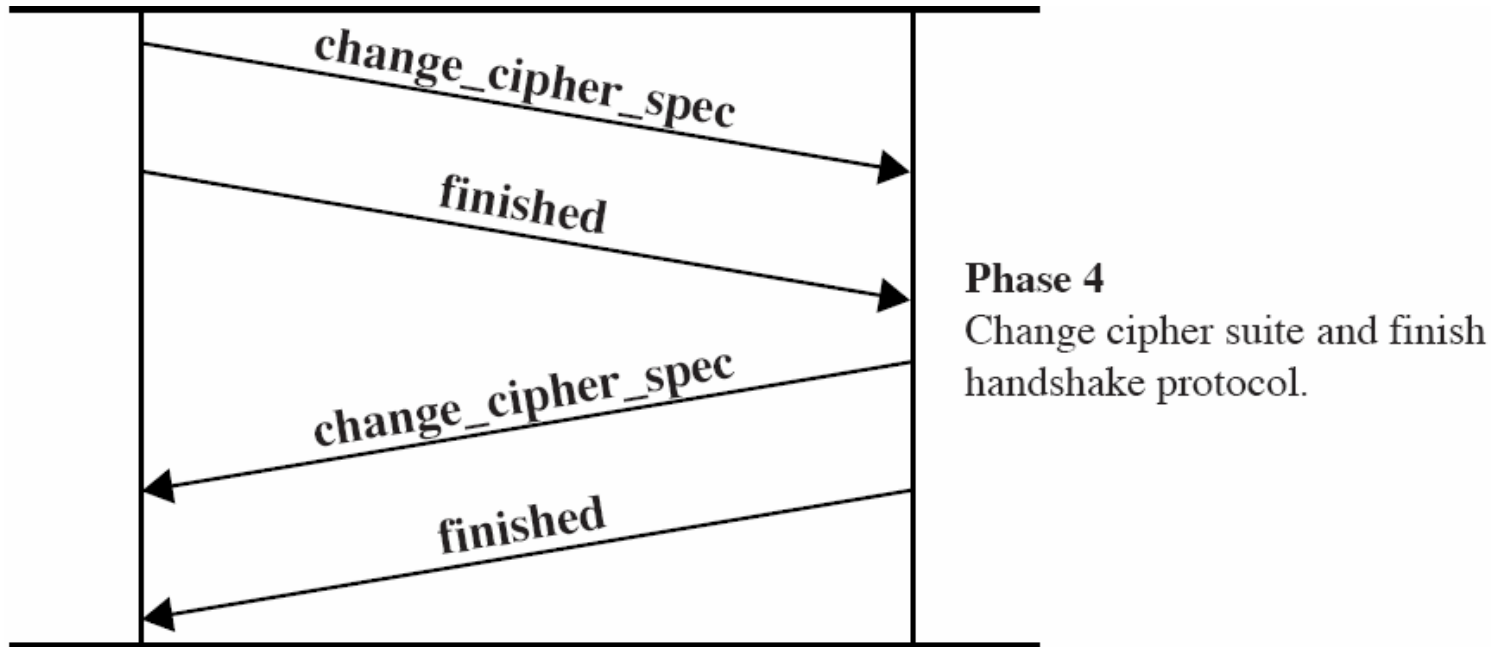 change_cipher_spec
finished
Phase 4
Change cipher suite and finish
handshake protocol.
change_cipher_spec
finished